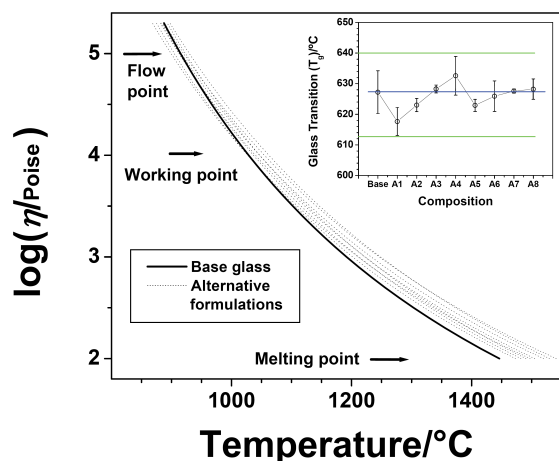 log(η/Poise)
5
4
3
2
Flow
point
Working point
Melting point
Base glass
Alternative
formulations
1000
1200
1400
Temperature/°C
Glass Transition (Tg)/ºC
650
640
630
620
610
600
Base A1 A2 A3 A4 A5 A6 A7 A8
Composition